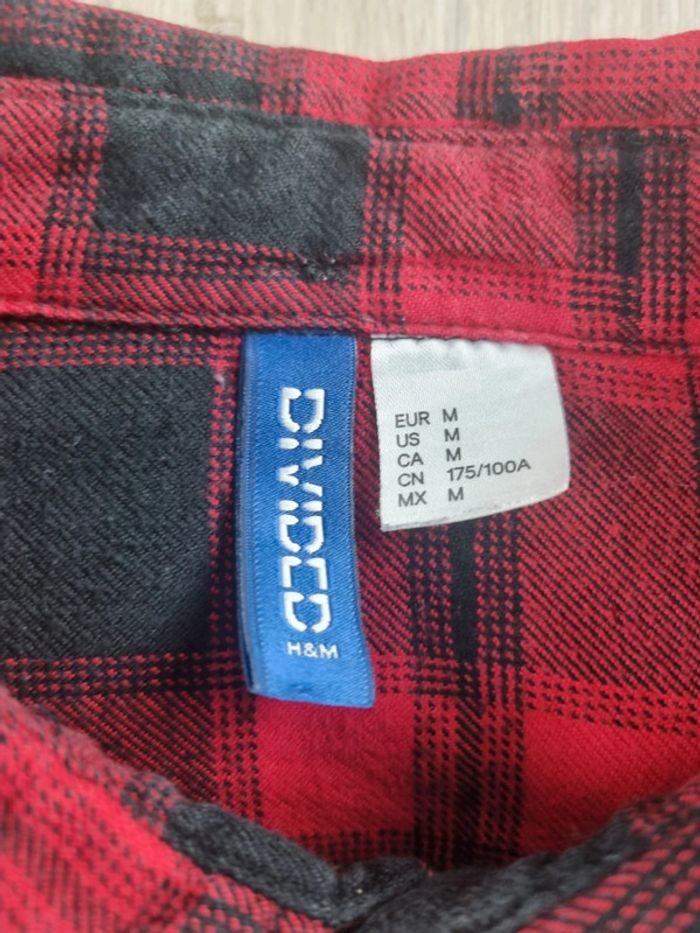 DIVIDED
H&M
EUR M
US M
CA M
CN 175/100A
MX M